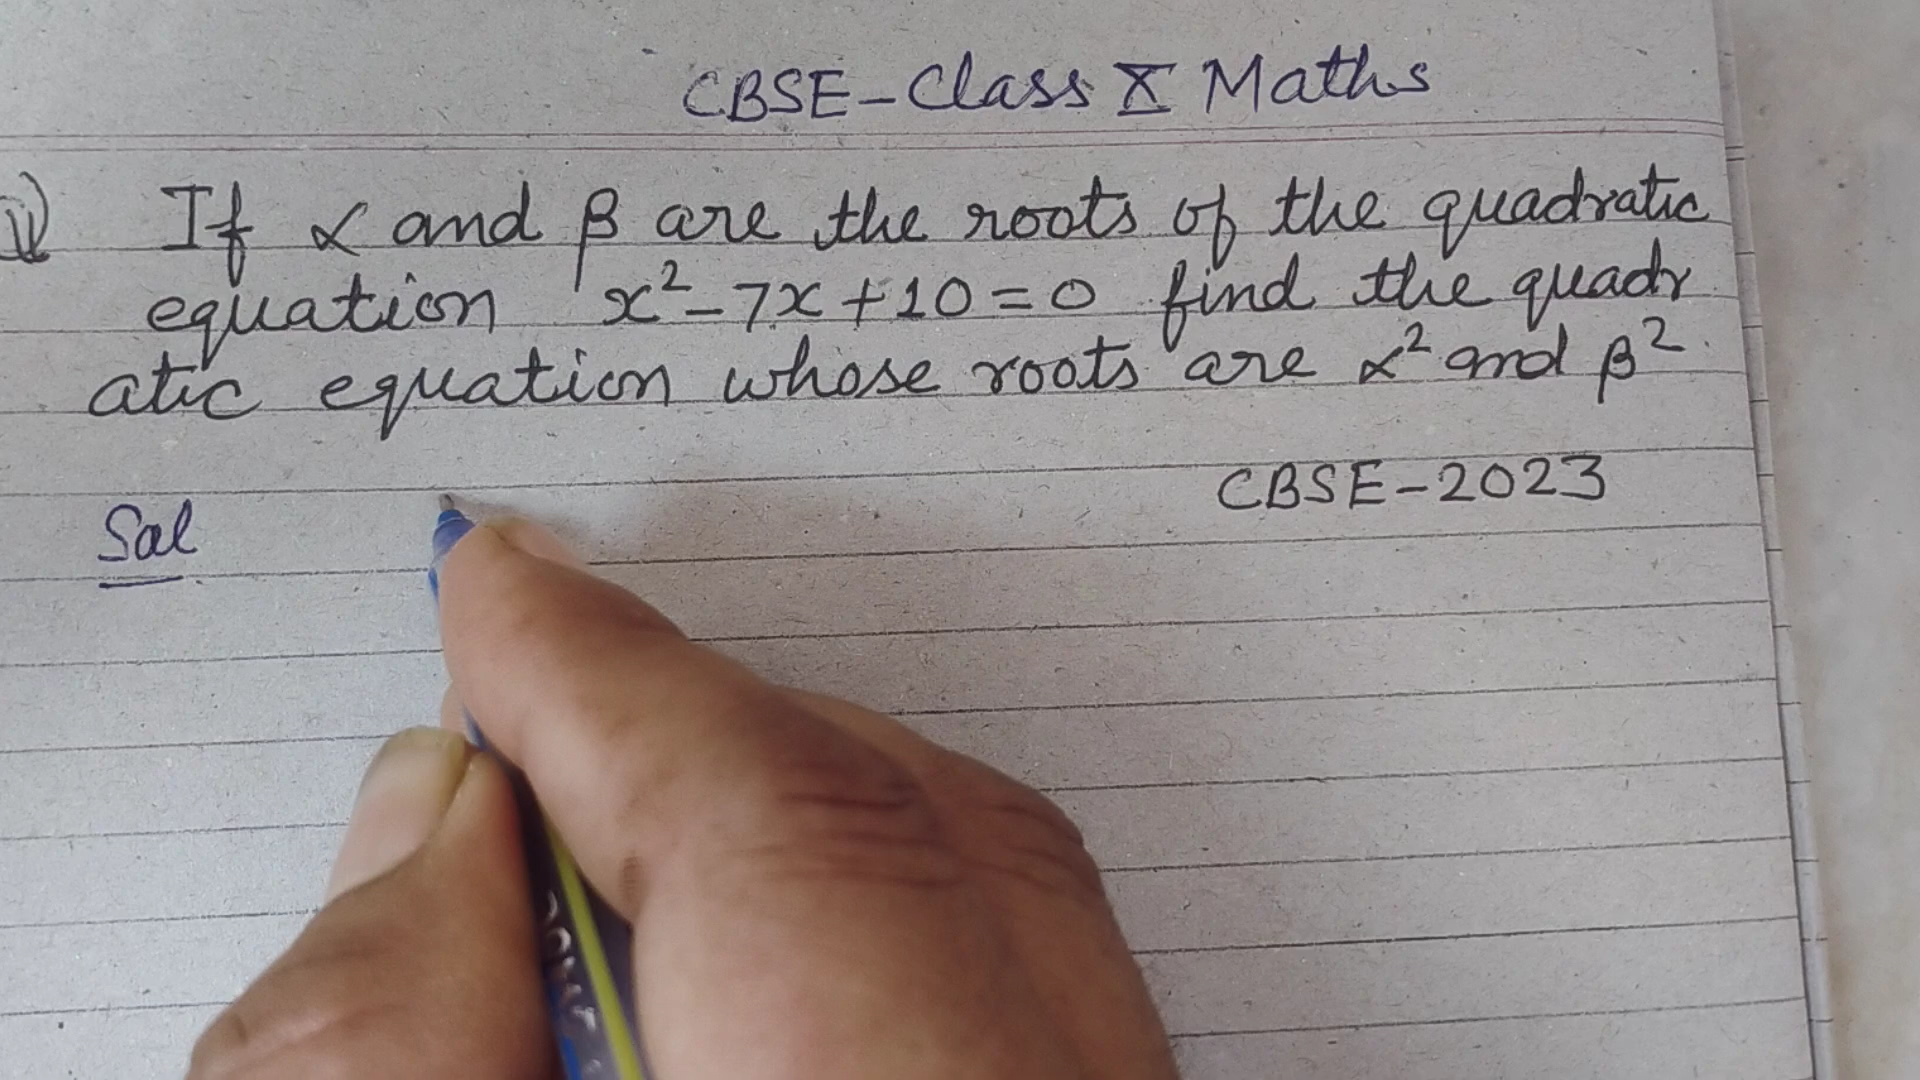 CBSE-Class X Maths
If α and β are the roots of the quadratic
equation x²-7x+10=0 find the quadr
atic equation whose roots are α² and β².
CBSE-2023
Sol